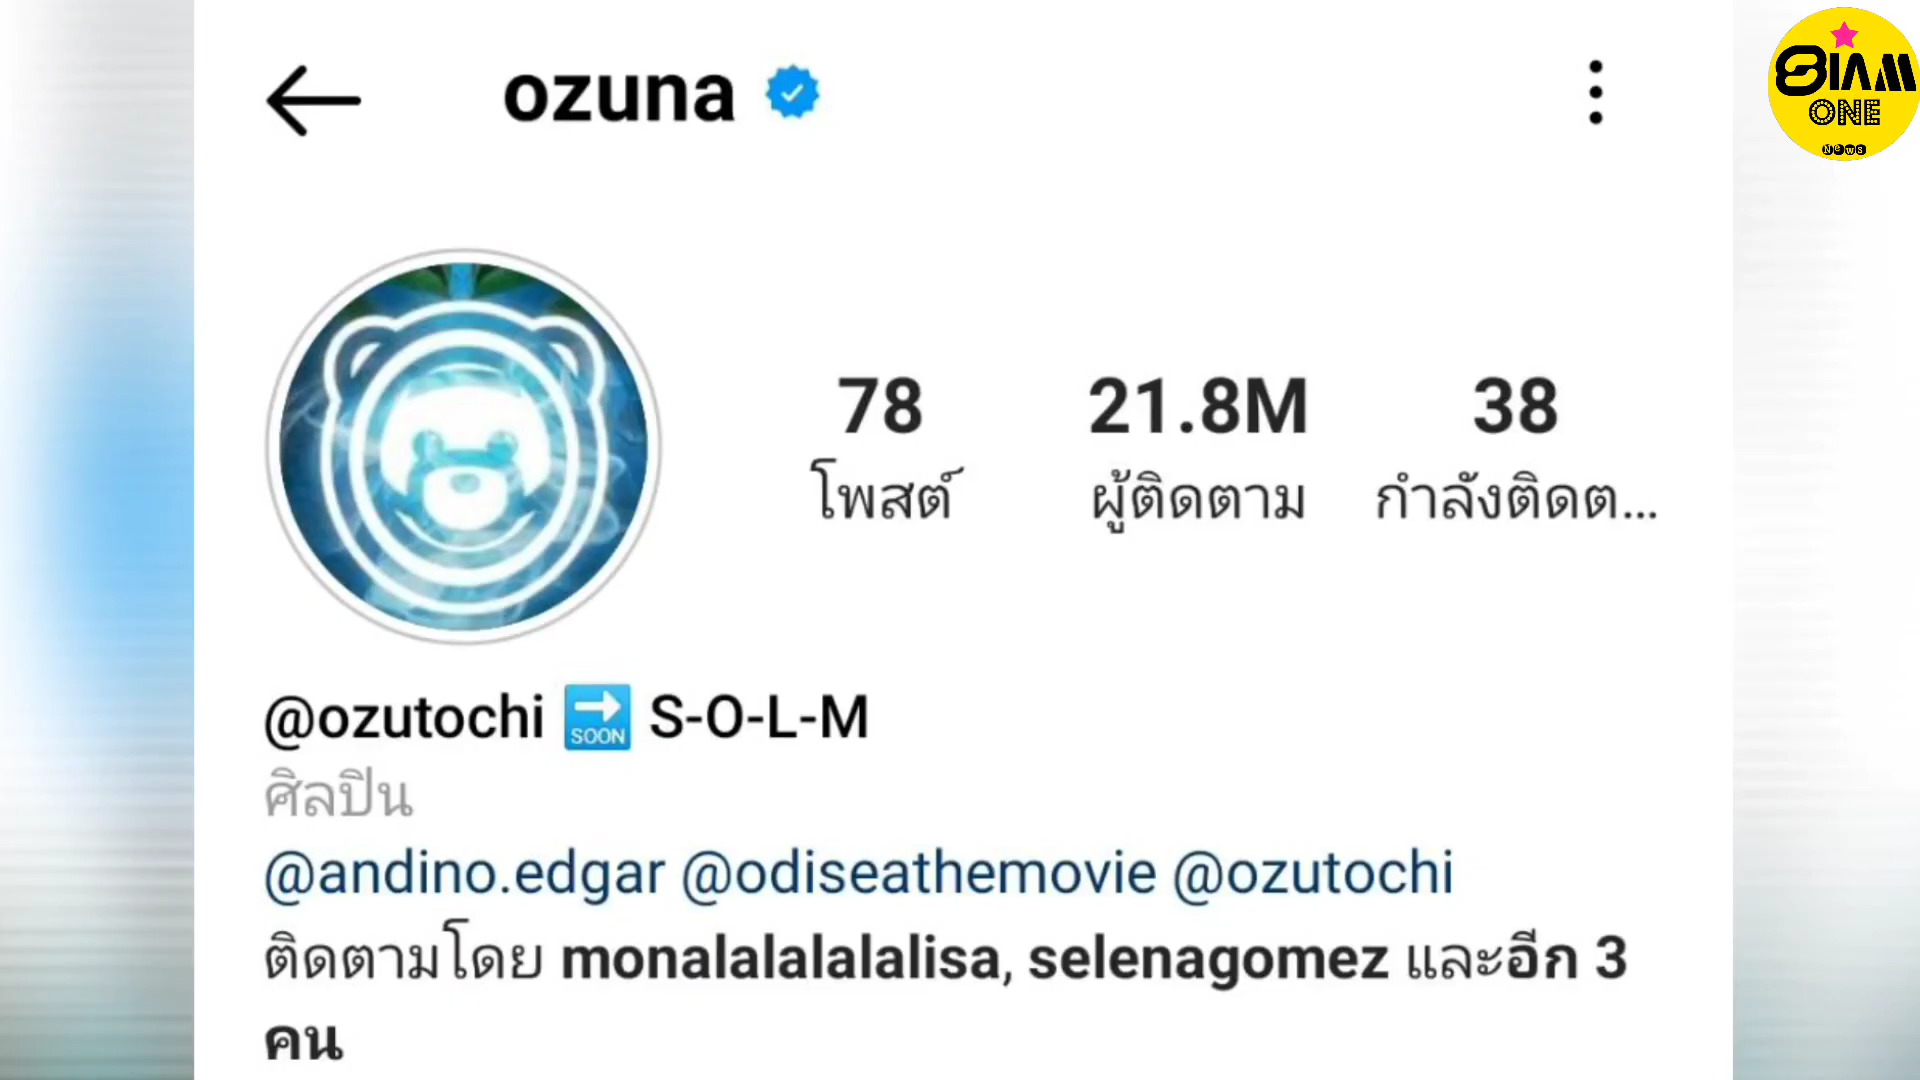 ozuna
8IAM
ONE
News
78
21.8M
38
โพสต์
ผู้ติดตาม
กำลังติดต...
@ozutochi SOON S-O-L-M
ศิลปิน
@andino.edgar @odiseathemovie @ozutochi
ติดตามโดย monalalalalalisa, selenagomez และอีก 3
คน